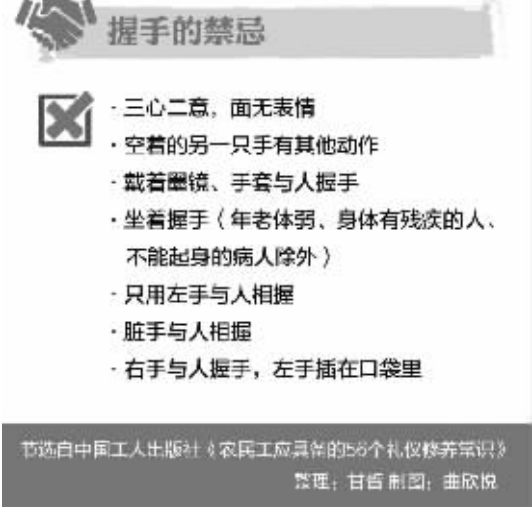 握手的禁忌
· 三心二意，面无表情
· 空着的另一只手有其他动作
· 戴着墨镜、手套与人握手
· 坐着握手（年老体弱、身体有残疾的人、
不能起身的病人除外）
· 只用左手与人相握
· 脏手与人相握
· 右手与人握手，左手插在口袋里
节选自中国工人出版社《农民工应具备的56个礼仪修养常识》
整理：甘皙 制图：曲欣悦